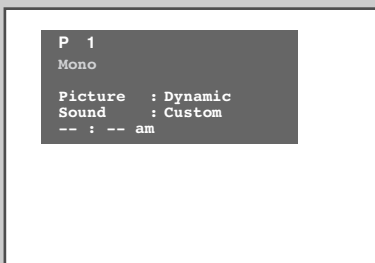 P 1
Mono
Picture : Dynamic
Sound : Custom
-- : -- am